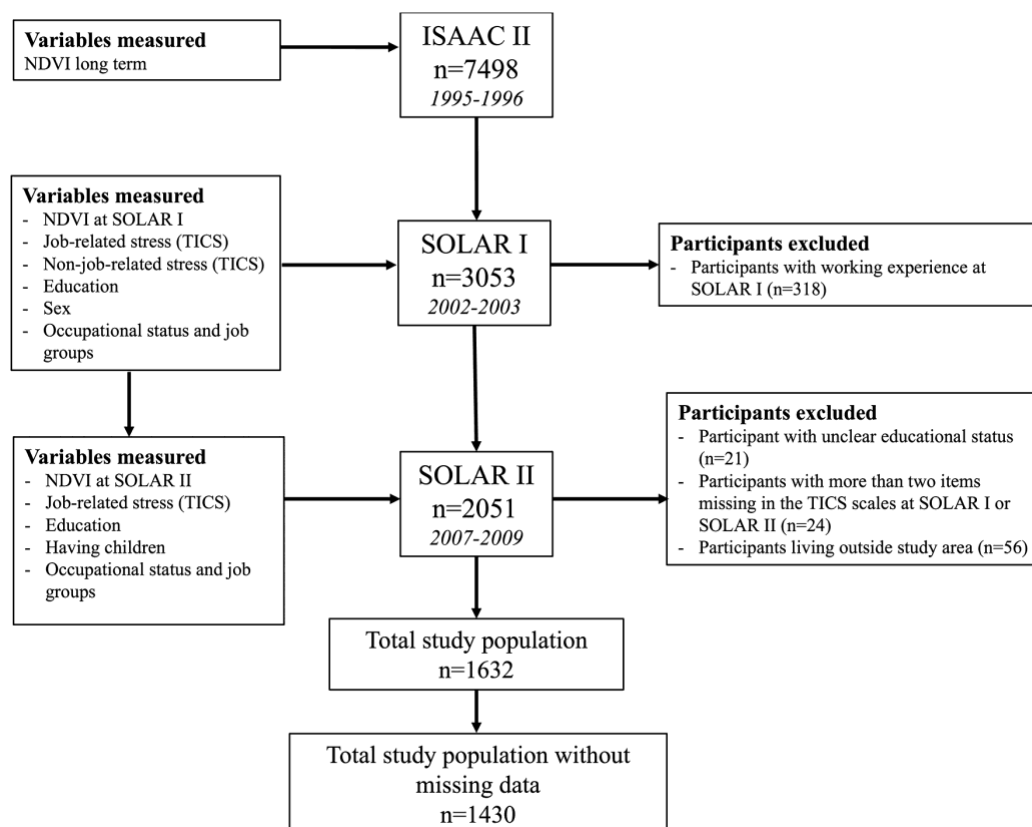 Variables measured
NDVI long term
ISAAC II
n=7498
1995-1996
Variables measured
- NDVI at SOLAR I
- Job-related stress (TICS)
- Non-job-related stress (TICS)
- Education
- Sex
- Occupational status and job
groups
SOLAR I
n=3053
2002-2003
Participants excluded
- Participants with working experience at
SOLAR I (n=318)
Variables measured
- NDVI at SOLAR II
- Job-related stress (TICS)
- Education
- Having children
- Occupational status and job
groups
SOLAR II
n=2051
2007-2009
Participants excluded
- Participant with unclear educational status
(n=21)
- Participants with more than two items
missing in the TICS scales at SOLAR I or
SOLAR II (n=24)
- Participants living outside study area (n=56)
Total study population
n=1632
Total study population without
missing data
n=1430